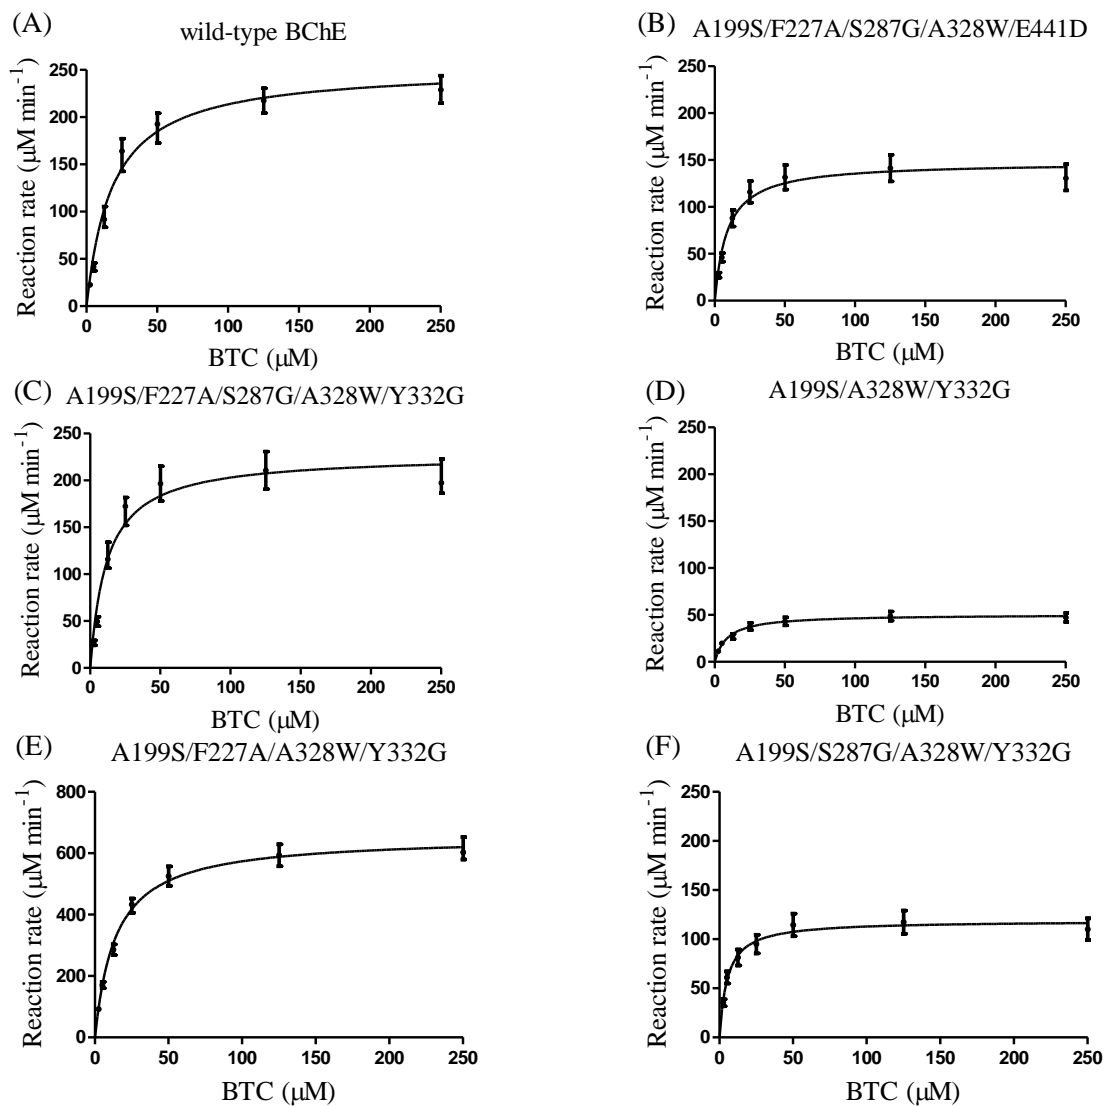 (A) wild-type BChE
250
200
150
100
50
0
Reaction rate (μM min⁻¹)
0 50 100 150 200 250
BTC (μM)
(B) A199S/F227A/S287G/A328W/E441D
250
200
150
100
50
0
Reaction rate (μM min⁻¹)
0 50 100 150 200 250
BTC (μM)
(C) A199S/F227A/S287G/A328W/Y332G
250
200
150
100
50
0
Reaction rate (μM min⁻¹)
0 50 100 150 200 250
BTC (μM)
(D) A199S/A328W/Y332G
250
200
150
100
50
0
Reaction rate (μM min⁻¹)
0 50 100 150 200 250
BTC (μM)
(E) A199S/F227A/A328W/Y332G
800
600
400
200
0
Reaction rate (μM min⁻¹)
0 50 100 150 200 250
BTC (μM)
(F) A199S/S287G/A328W/Y332G
250
200
150
100
50
0
Reaction rate (μM min⁻¹)
0 50 100 150 200 250
BTC (μM)